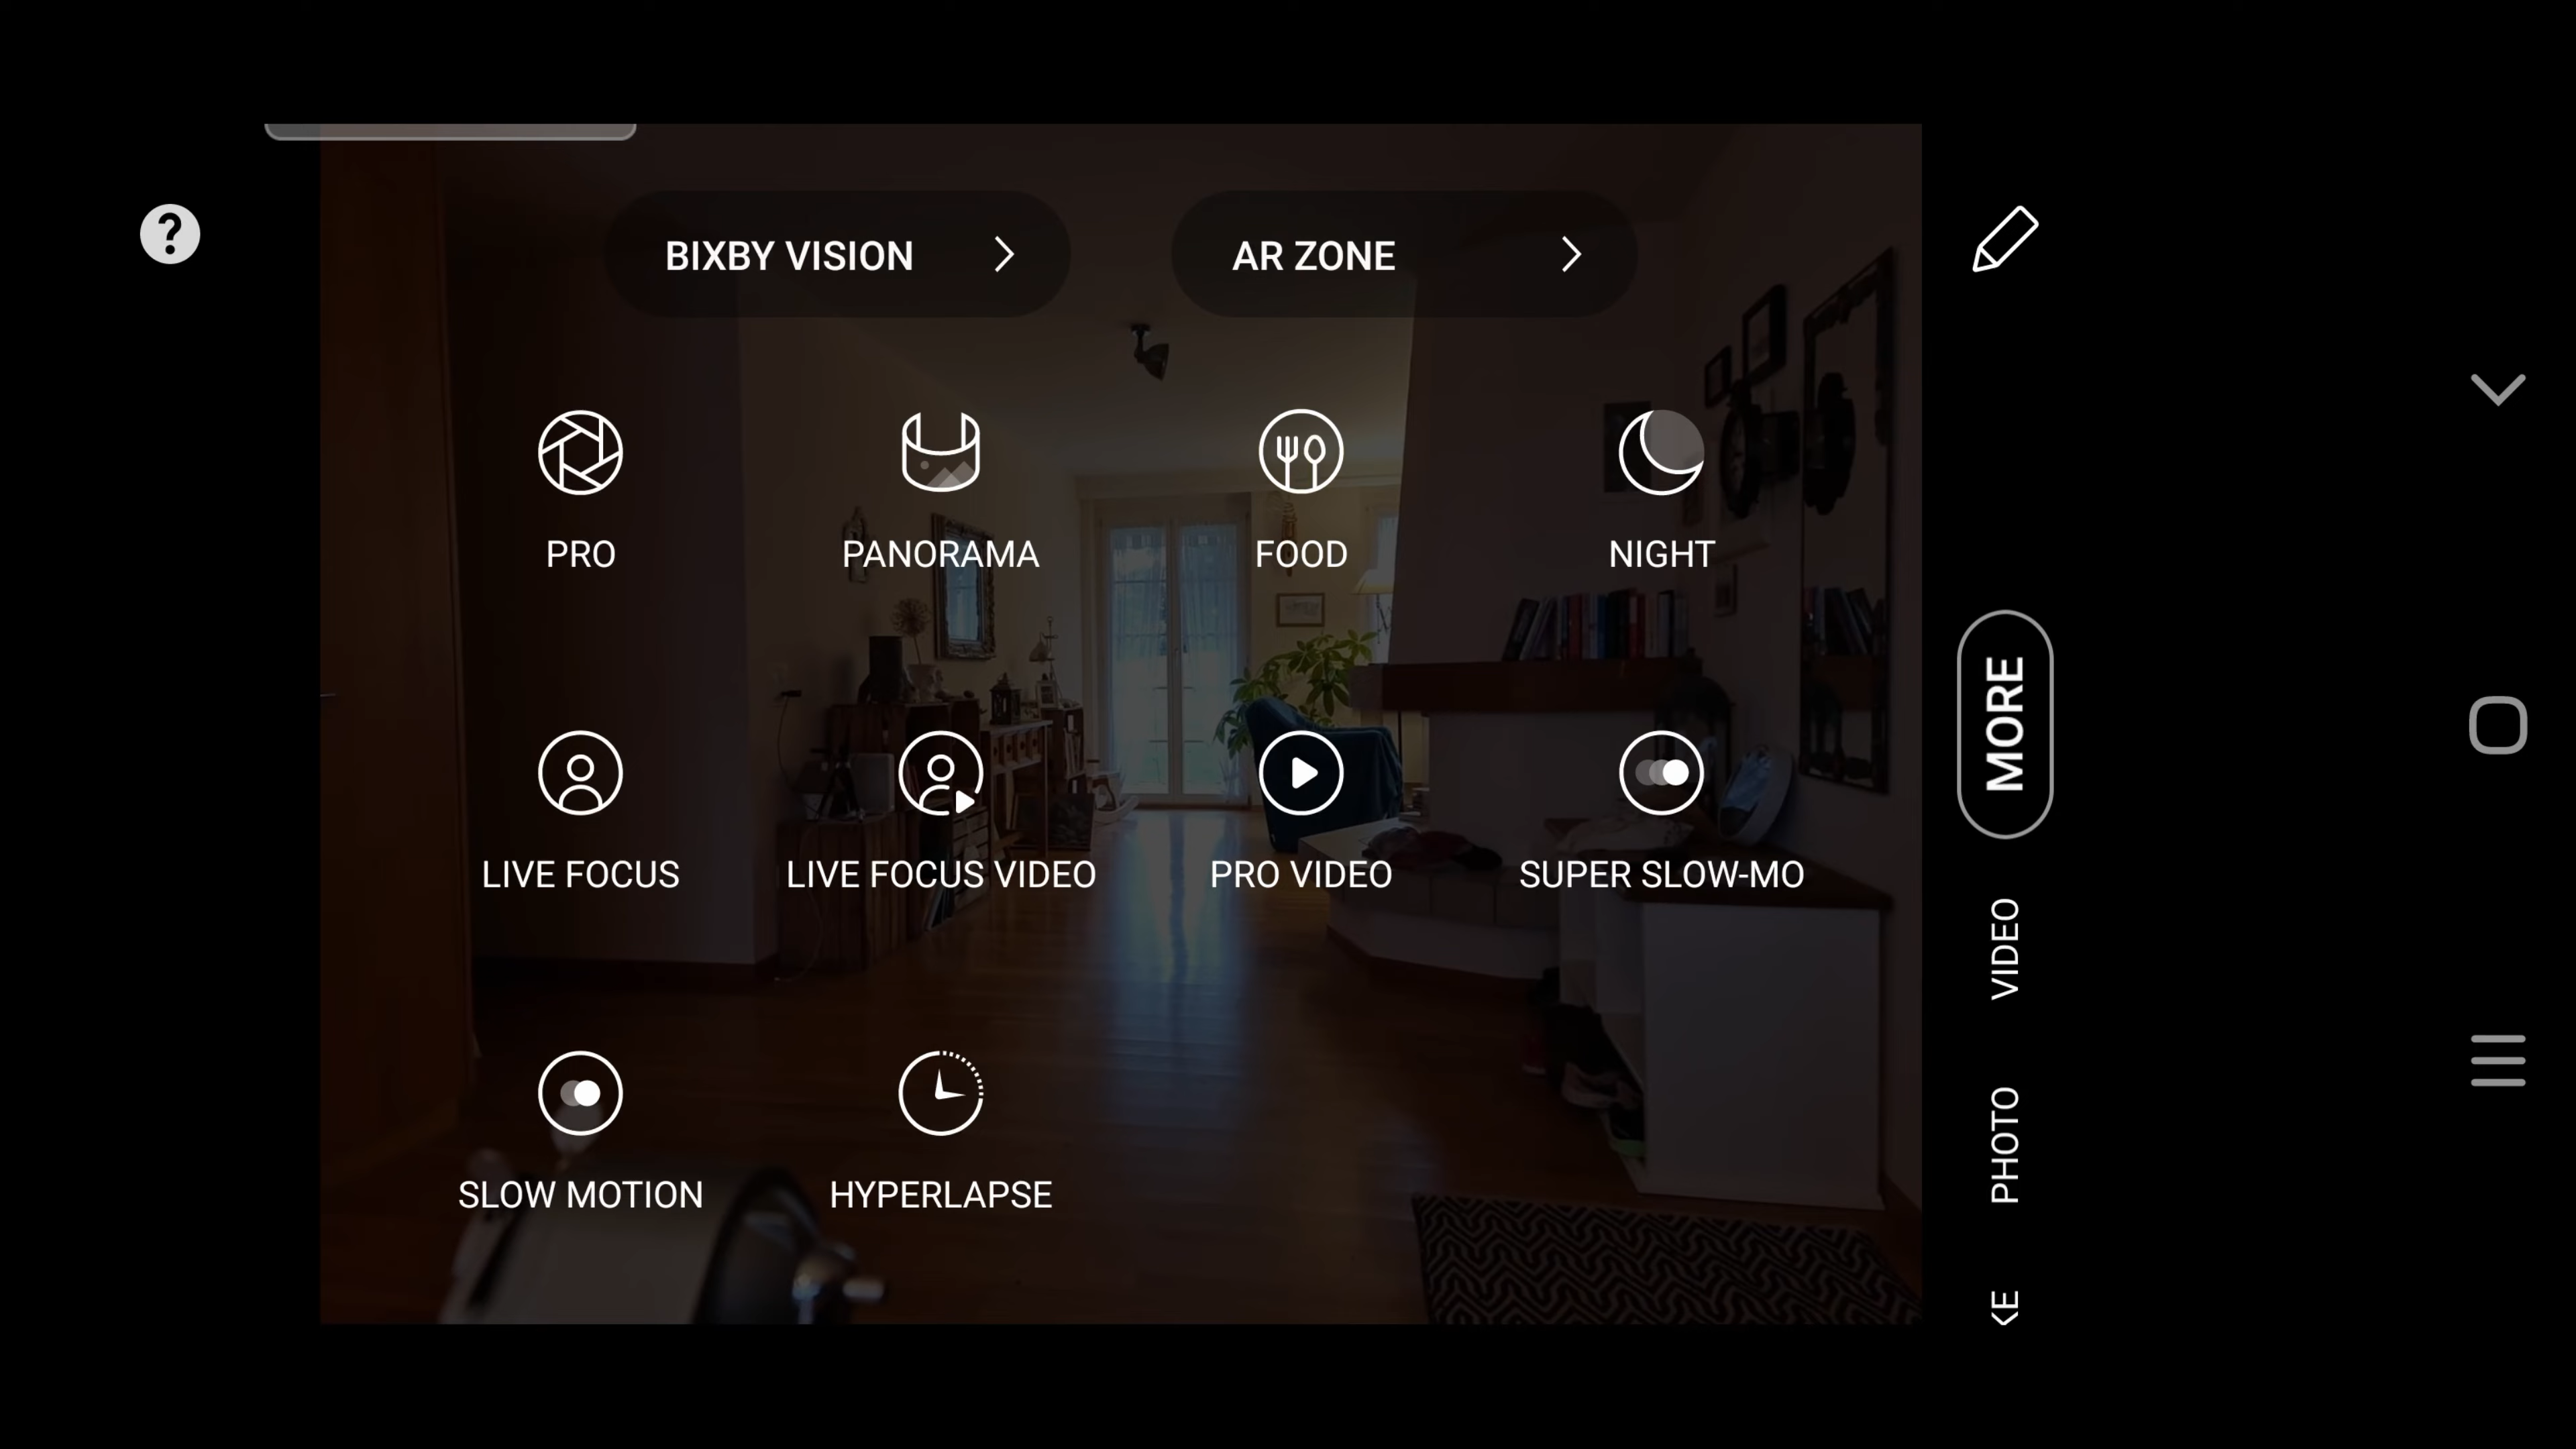 BIXBY VISION
AR ZONE
PRO
PANORAMA
FOOD
NIGHT
LIVE FOCUS
LIVE FOCUS VIDEO
PRO VIDEO
SUPER SLOW-MO
SLOW MOTION
HYPERLAPSE
MORE
VIDEO
PHOTO